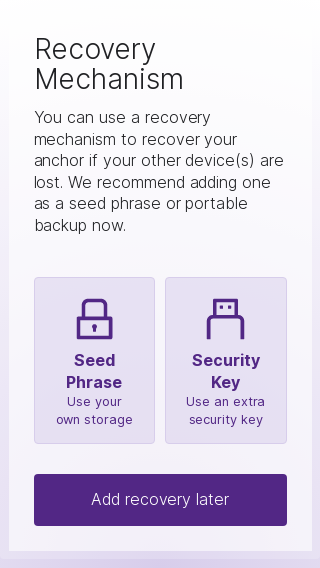 Recovery
Mechanism
You can use a recovery
mechanism to recover your
anchor if your other device(s) are
lost. We recommend adding one
as a seed phrase or portable
backup now.
Seed
Phrase
Use your
own storage
Security
Key
Use an extra
security key
Add recovery later